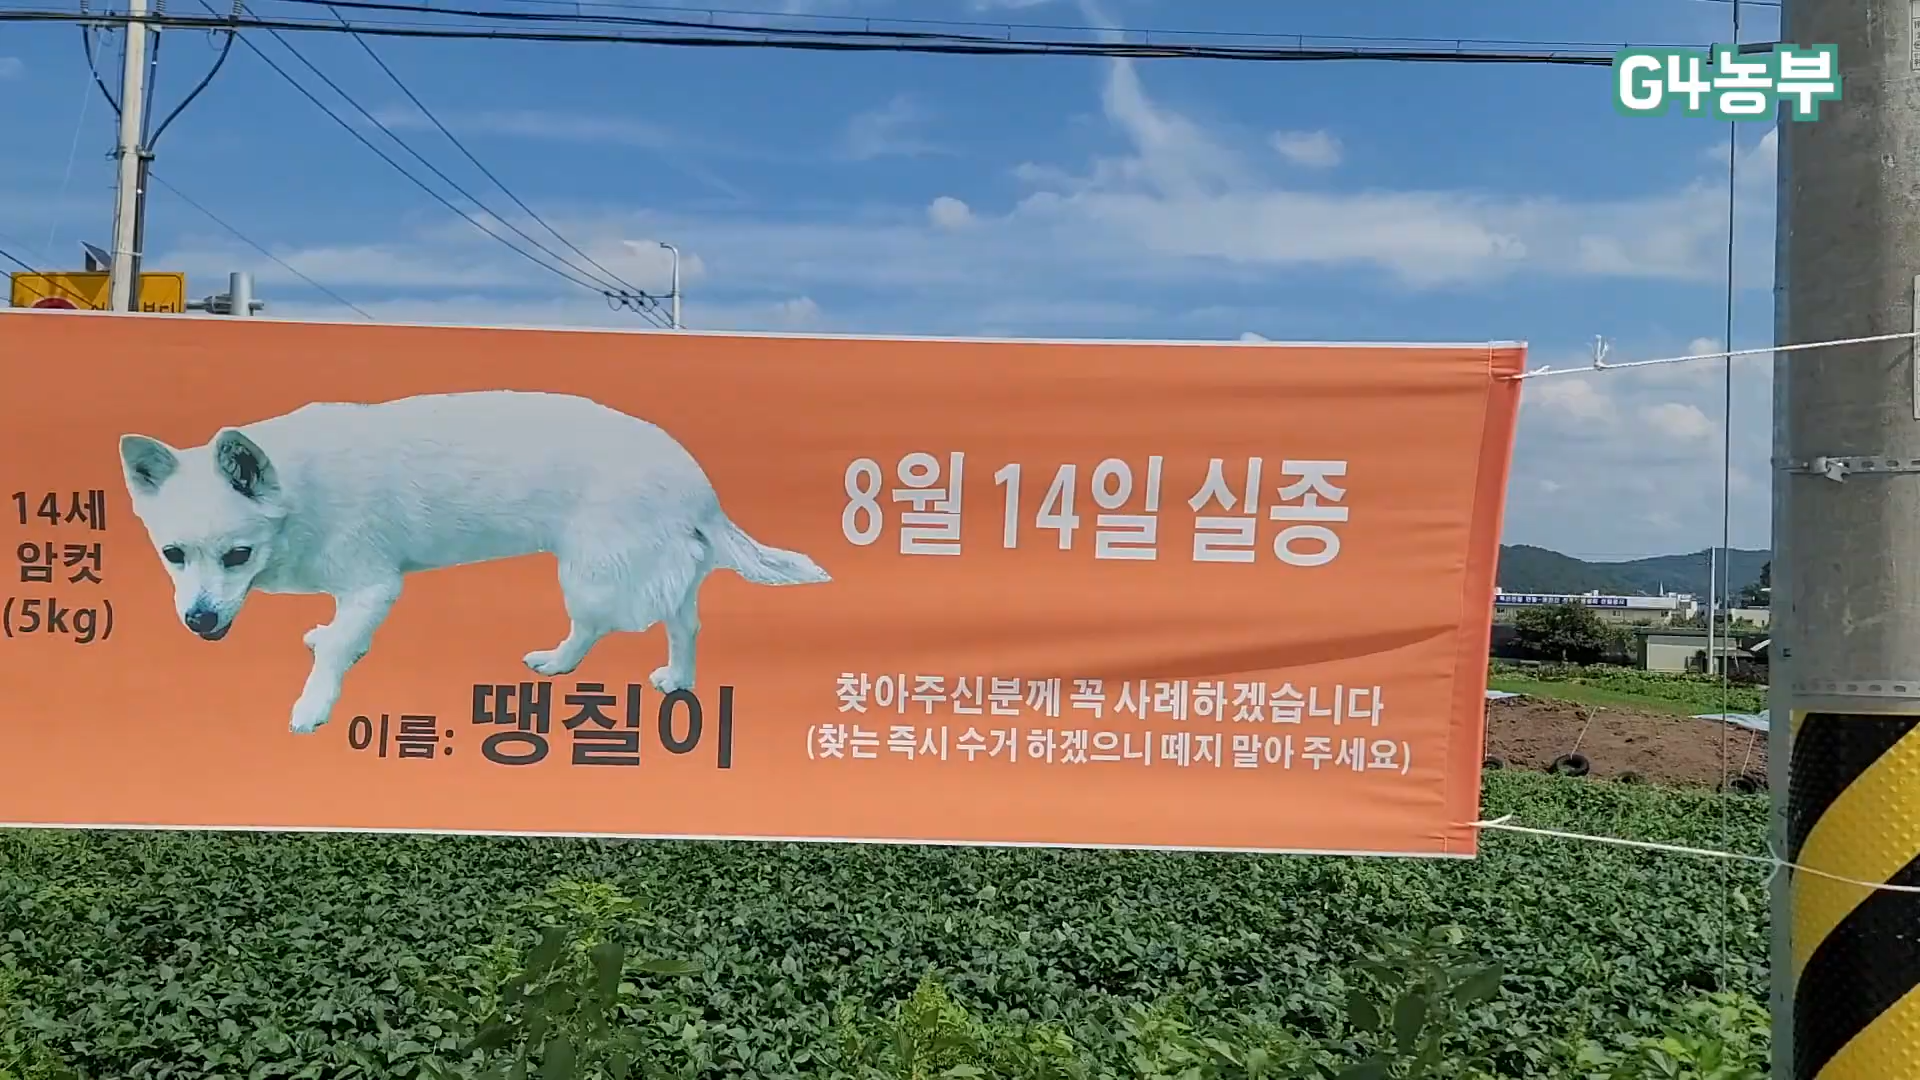 G4농부
14세
암컷
(5kg)
이름: 땡칠이
8월 14일 실종
찾아주신분께 꼭 사례하겠습니다
(찾는 즉시 수거 하겠으니 떼지 말아 주세요)